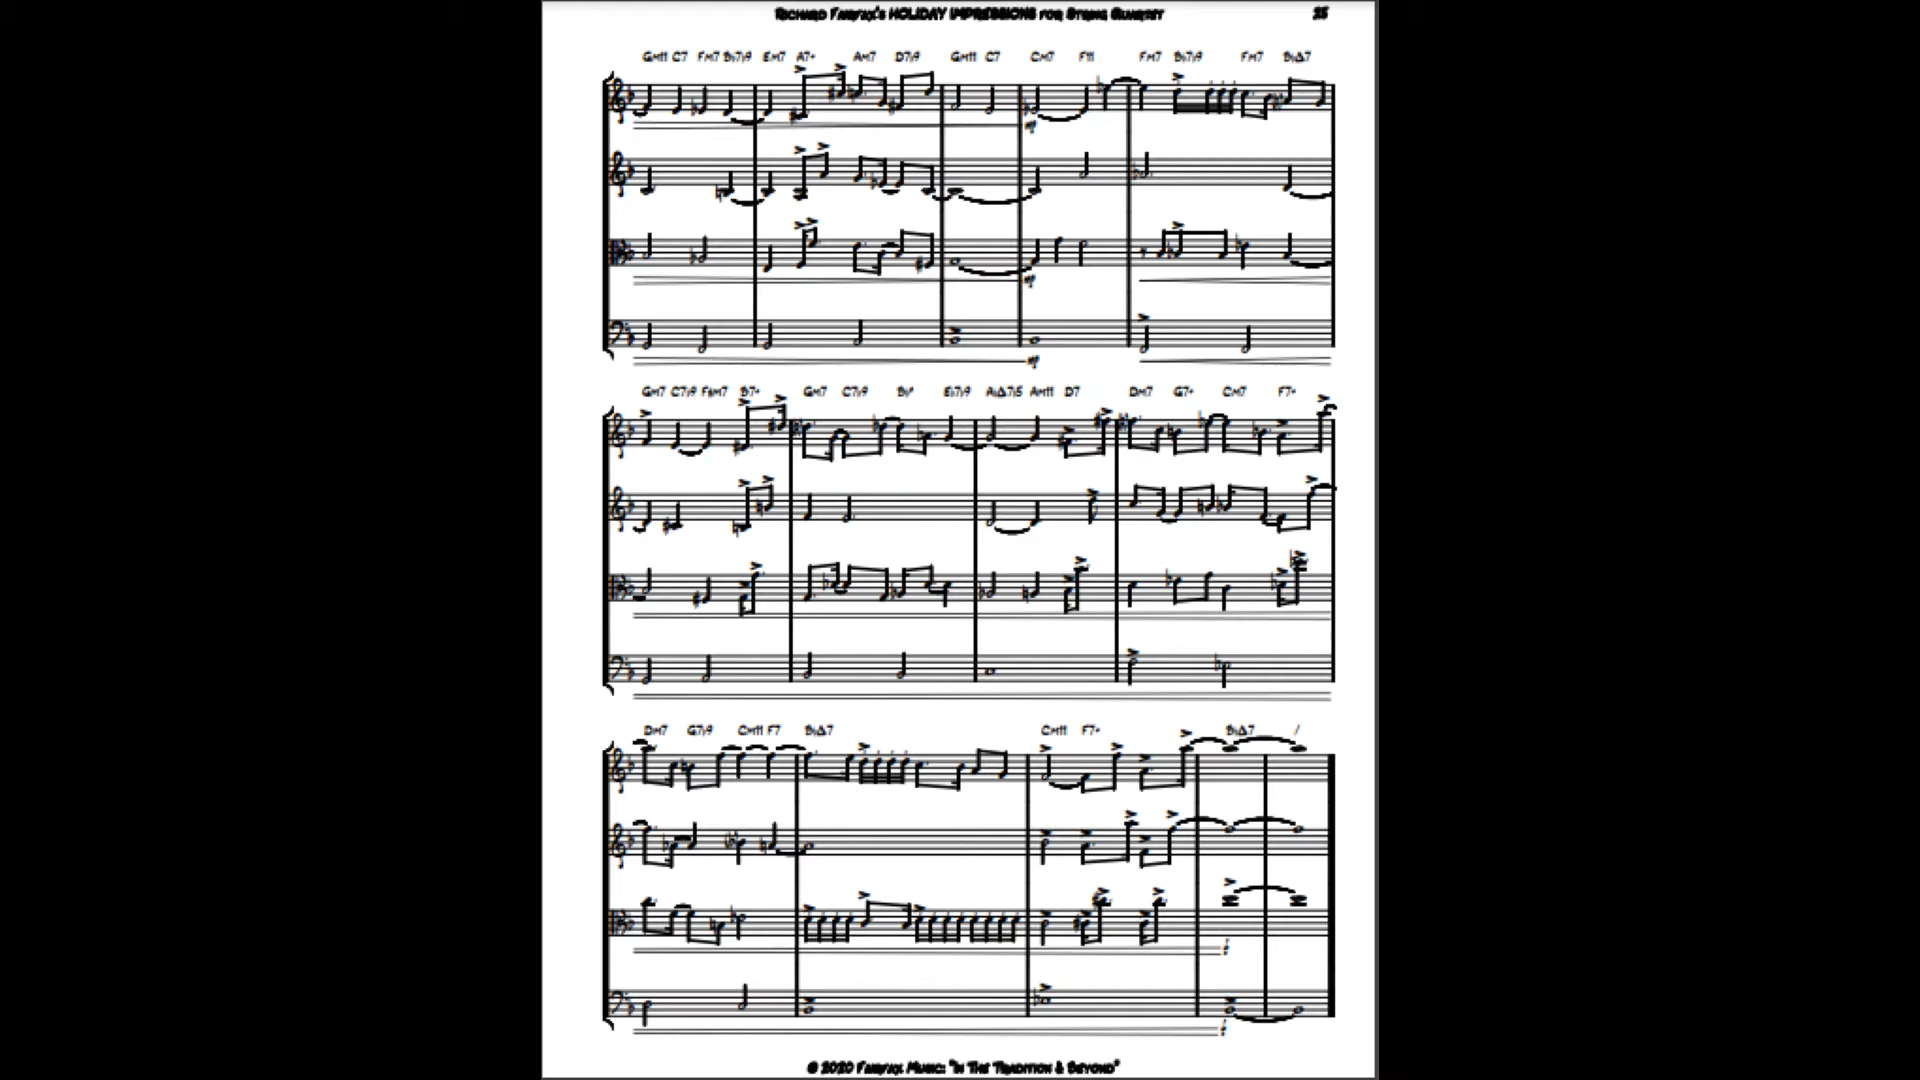 RICHARD FAIRFAX'S HOLIDAY IMPRESSIONS FOR STRING QUARTET 25
GM11 C7 FM7 B♭7♭9 EM7 A7+ AM7 D7♭9 GM11 C7 CM7 F11 FM7 B♭7♭9 FM7 B♭Δ7
mp
mp
mp
GM7 C7♭9 F#M7 B7+ GM7 C7♭9 E♭7♭9 A♭Δ7♭5 AM11 D7 DM7 G7+ CM7 F7+
DM7 G7♭9 CM11 F7 B♭Δ7 CM11 F7+ B♭Δ7 /
f
f
© 2020 FAIRFAX MUSIC: "IN THE TRADITION & BEYOND"